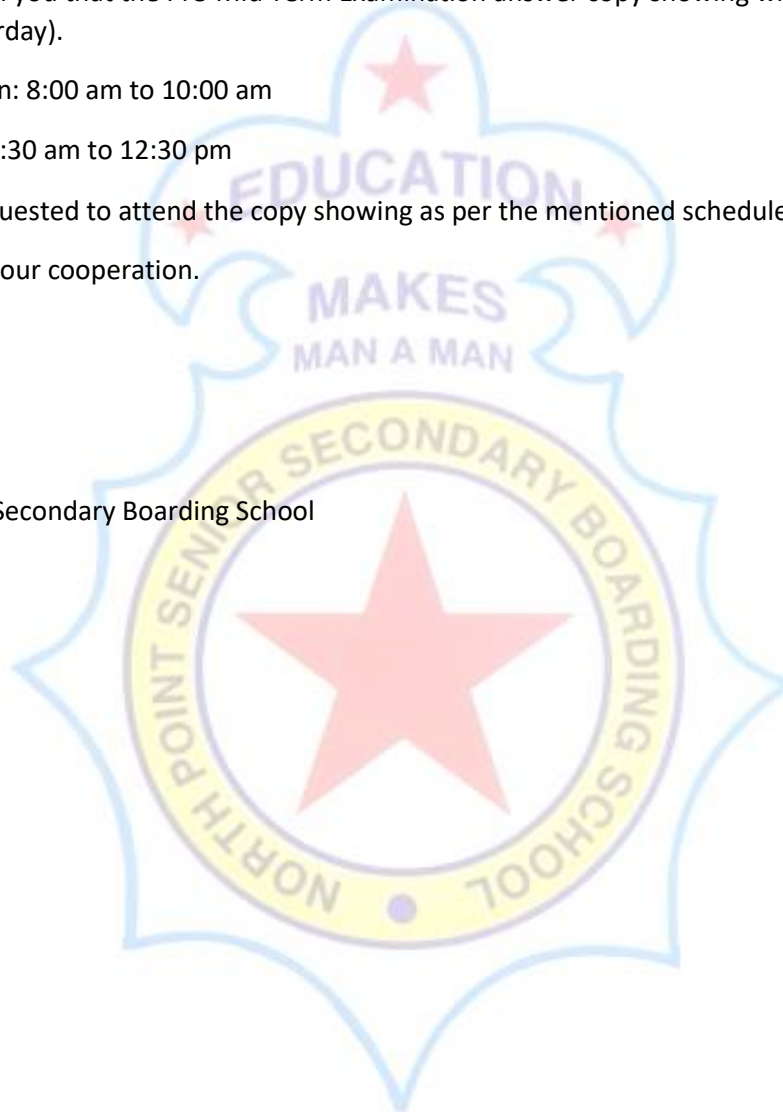 you that the Pre Mid Term Examination answer copy showing
rday).
n: 8:00 am to 10:00 am
:30 am to 12:30 pm
EDUCATION
uested to attend the copy showing as per the mentioned schedule
our cooperation.
MAKES
MAN A MAN
Secondary Boarding School
NORTH POINT SENIOR SECONDARY BOARDING SCHOOL